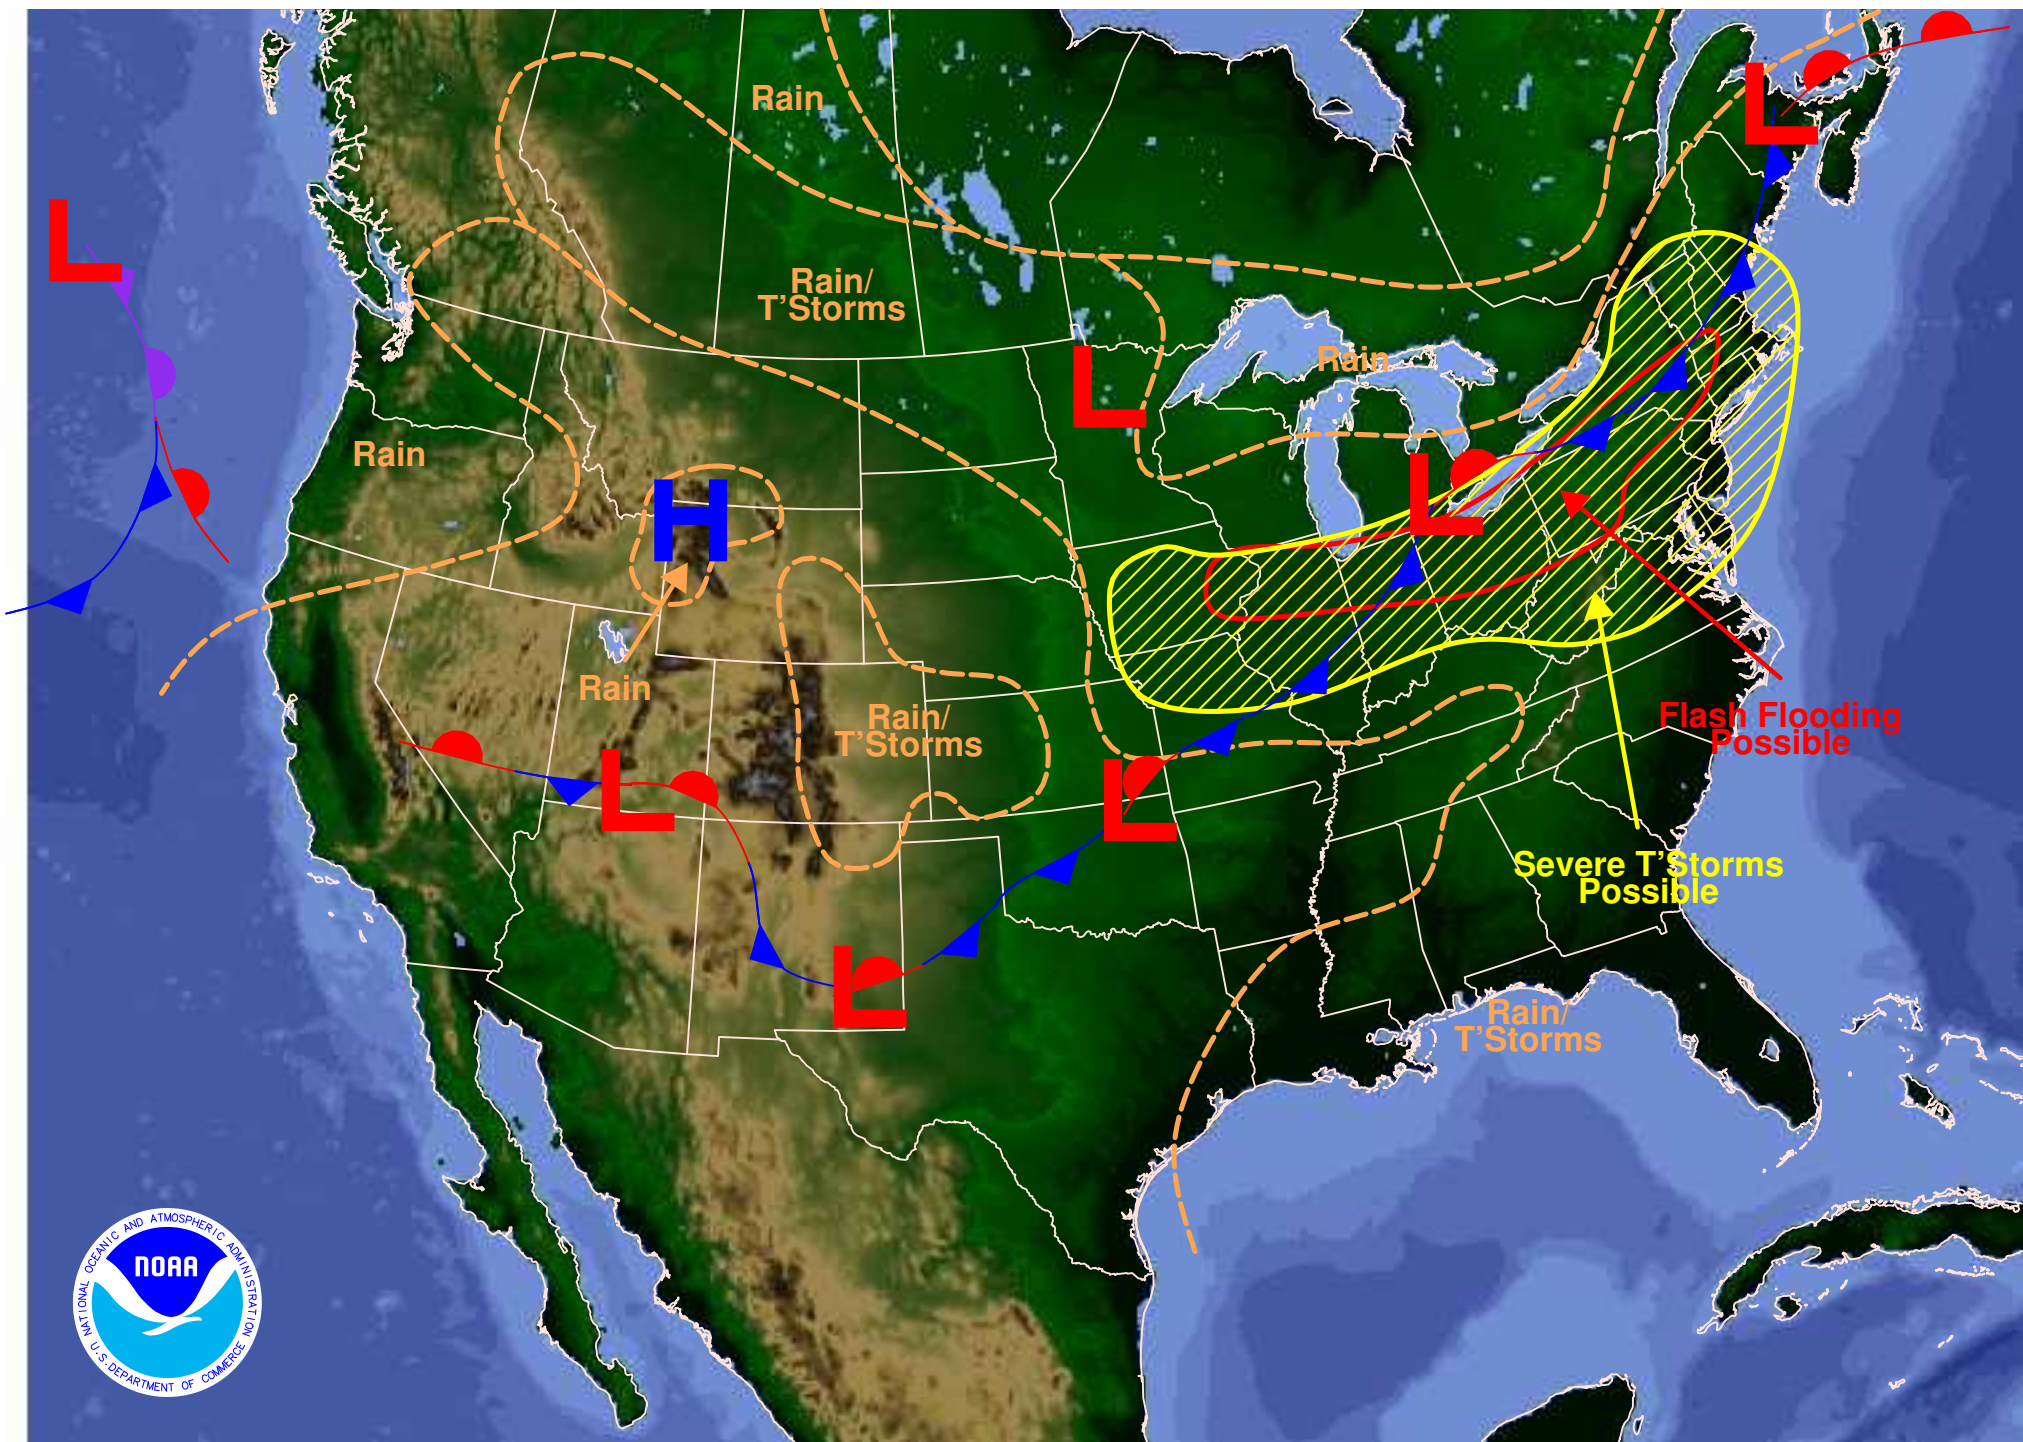 Rain
Rain/
T'Storms
L
L
L
Rain
Rain
H
L
Rain
Rain/
T'Storms
Flash Flooding
Possible
L
L
Severe T'Storms
Possible
L
Rain/
T'Storms
NATIONAL OCEANIC AND ATMOSPHERIC ADMINISTRATION
NOAA
U.S. DEPARTMENT OF COMMERCE